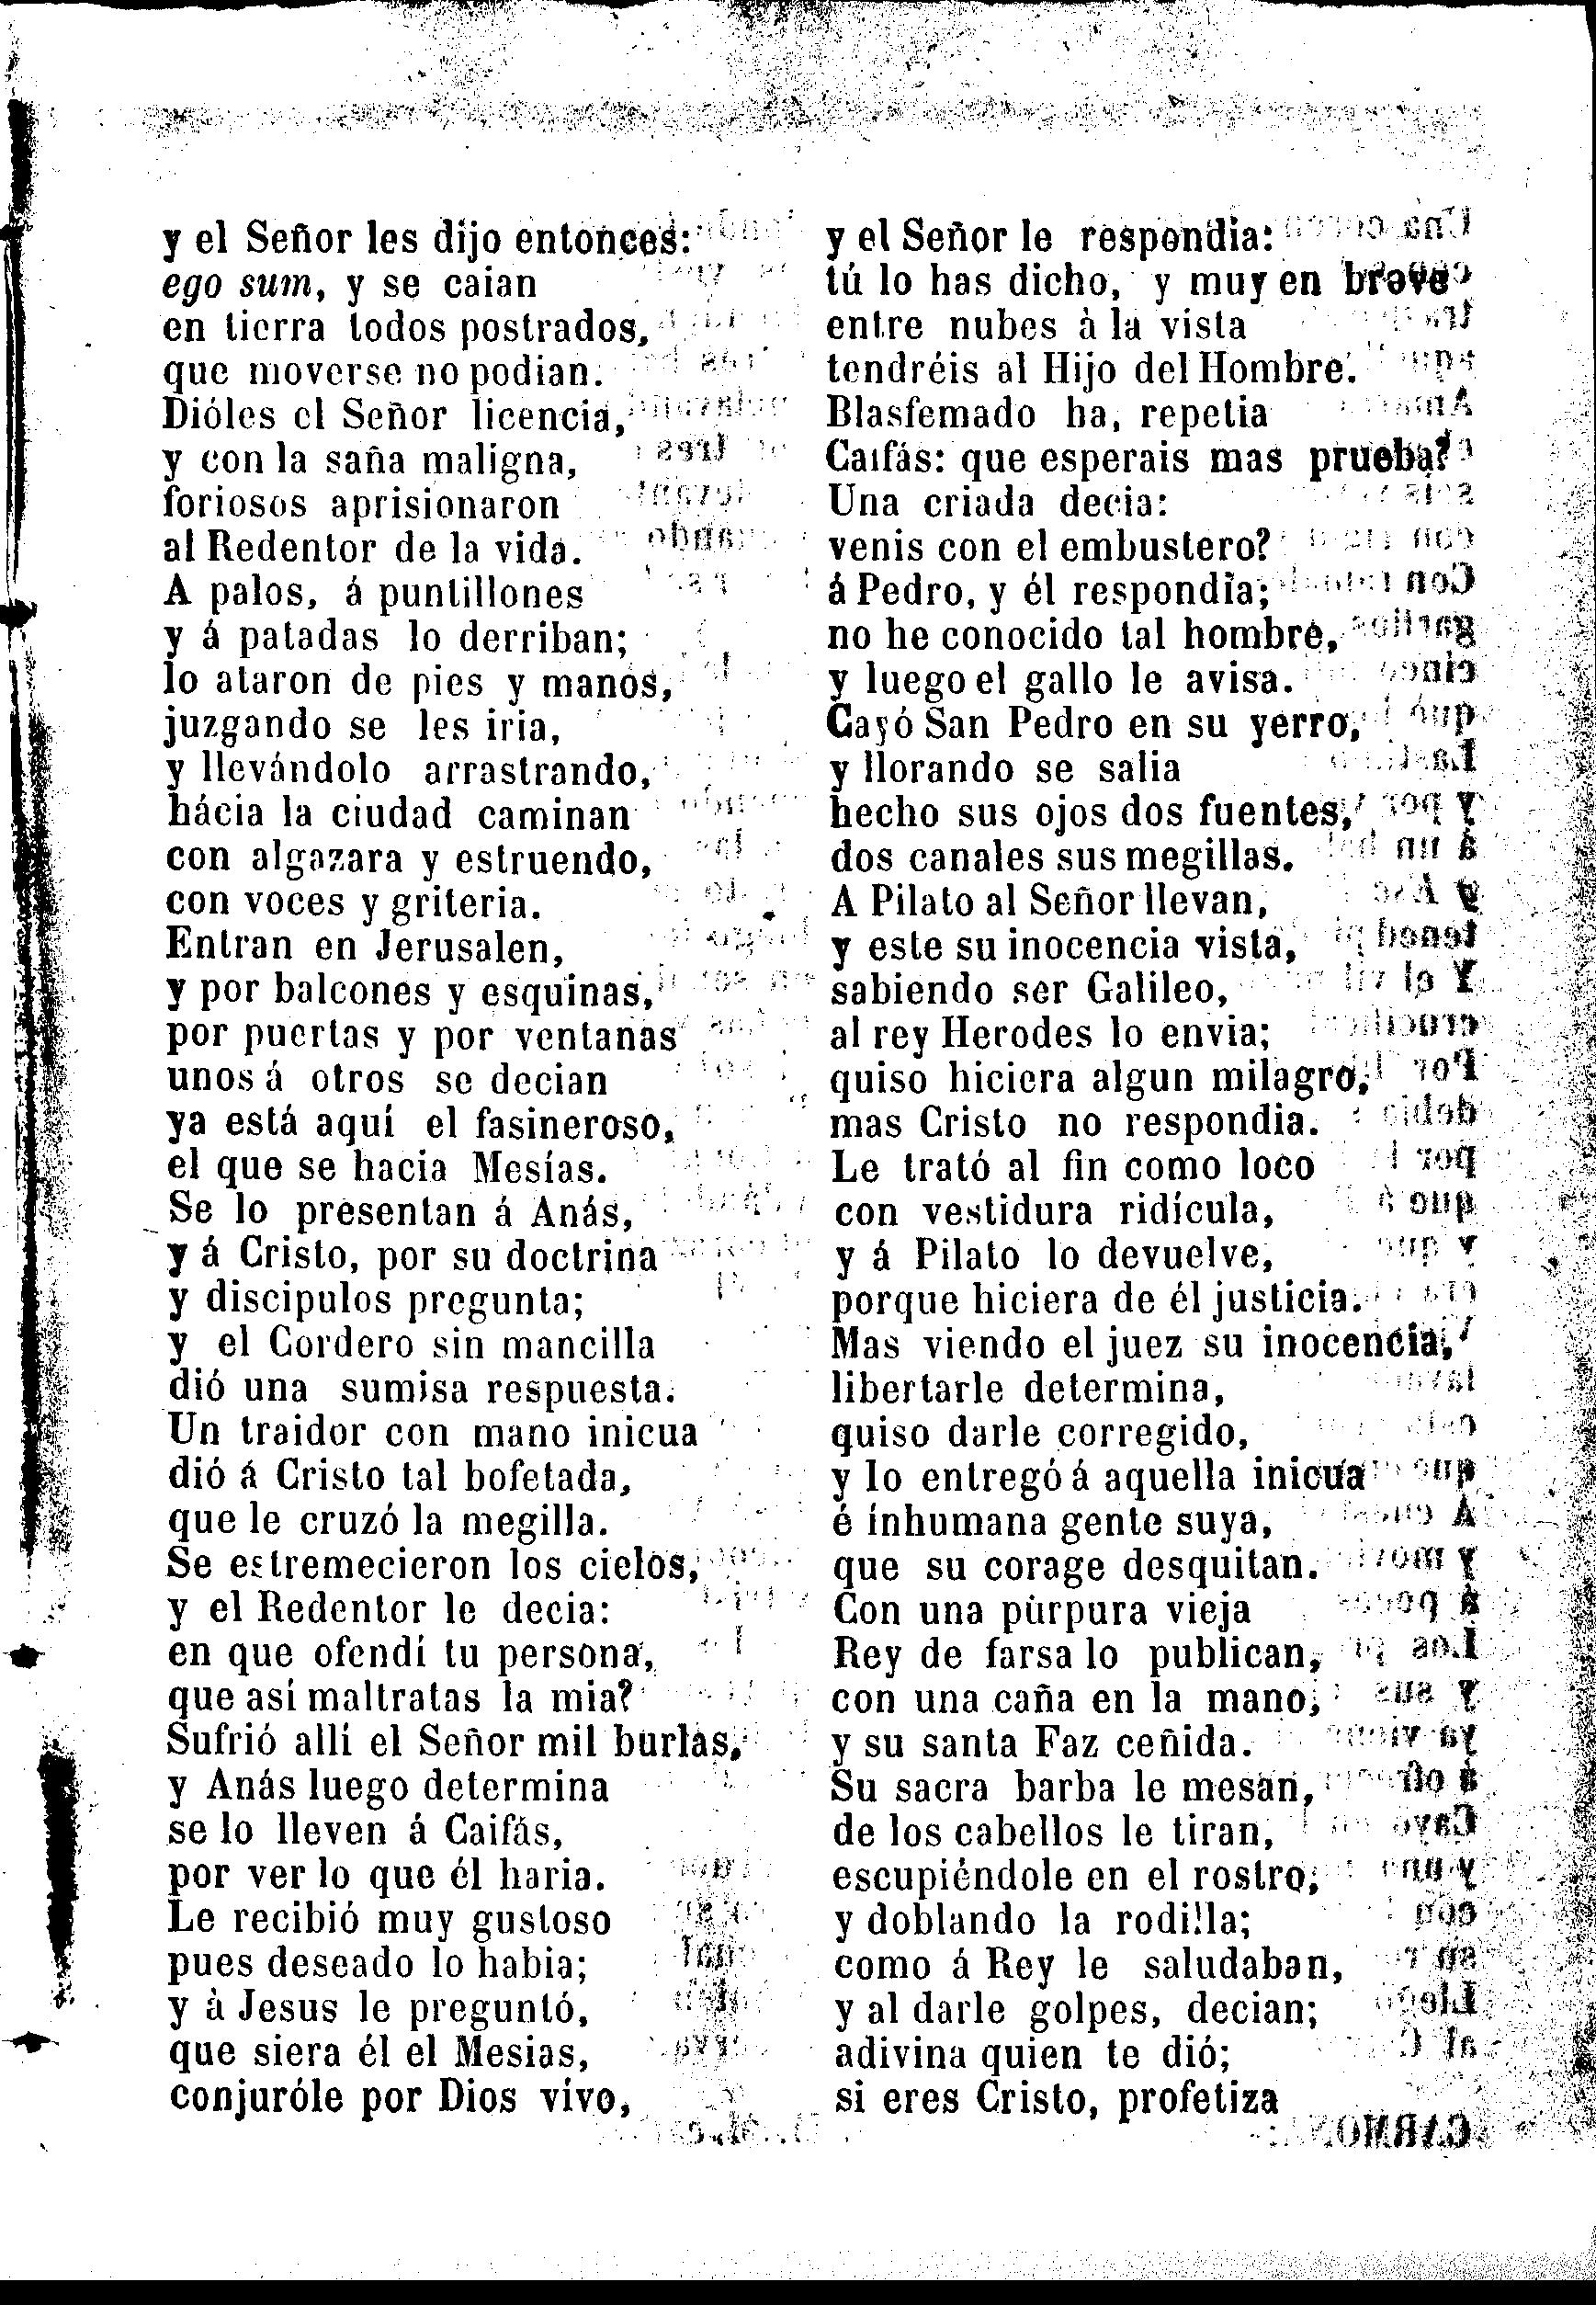 y el Señor les dijo entonces:
ego sum, y se caian
en tierra todos postrados,
que moverse no podian.
Dióles el Señor licencia,
y con la saña maligna,
foriosos aprisionaron
al Redentor de la vida.
A palos, á puntillones
y á patadas lo derriban;
lo ataron de pies y manos,
juzgando se les iria,
y llevándolo arrastrando,
hácia la ciudad caminan
con algazara y estruendo,
con voces y griteria.
Entran en Jerusalen,
y por balcones y esquinas,
por puertas y por ventanas
unos á otros se decian
ya está aquí el fasineroso,
el que se hacia Mesías.
Se lo presentan á Anás,
y á Cristo, por su doctrina
y discipulos pregunta;
y el Cordero sin mancilla
dió una sumisa respuesta.
Un traidor con mano inicua
dió á Cristo tal bofetada,
que le cruzó la megilla.
Se estremecieron los cielos,
y el Redentor le decia:
en que ofendí tu persona,
que asi maltratas la mia?
Sufrió allí el Señor mil burlas,
y Anás luego determina
se lo lleven á Caifás,
por ver lo que él haria.
Le recibió muy gustoso
pues deseado lo habia;
y à Jesus le preguntó,
que siera él el Mesias,
conjuróle por Dios vivo,
y el Señor le respondia:
tú lo has dicho, y muy en breve
entre nubes à la vista
tendréis al Hijo del Hombre.
Blasfemado ha, repetia
Caifás: que esperais mas prueba?
Una criada decia:
venis con el embustero?
á Pedro, y él respondia;
no he conocido tal hombre,
y luego el gallo le avisa.
Cayó San Pedro en su yerro,
y llorando se salia
hecho sus ojos dos fuentes,
dos canales sus megillas.
A Pilato al Señor llevan,
y este su inocencia vista,
sabiendo ser Galileo,
al rey Herodes lo envia;
quiso hiciera algun milagro,
mas Cristo no respondia.
Le trató al fin como loco
con vestidura ridícula,
y á Pilato lo devuelve,
porque hiciera de él justicia.
Mas viendo el juez su inocencia,
libertarle determina,
quiso darle corregido,
y lo entregó á aquella inicua
é inhumana gente suya,
que su corage desquitan.
Con una pùrpura vieja
Rey de farsa lo publican,
con una caña en la mano,
y su santa Faz ceñida.
Su sacra barba le mesan,
de los cabellos le tiran,
escupiéndole en el rostro,
y doblando la rodilla;
como á Rey le saludaban,
y al darle golpes, decian;
adivina quien te dió;
si eres Cristo, profetiza